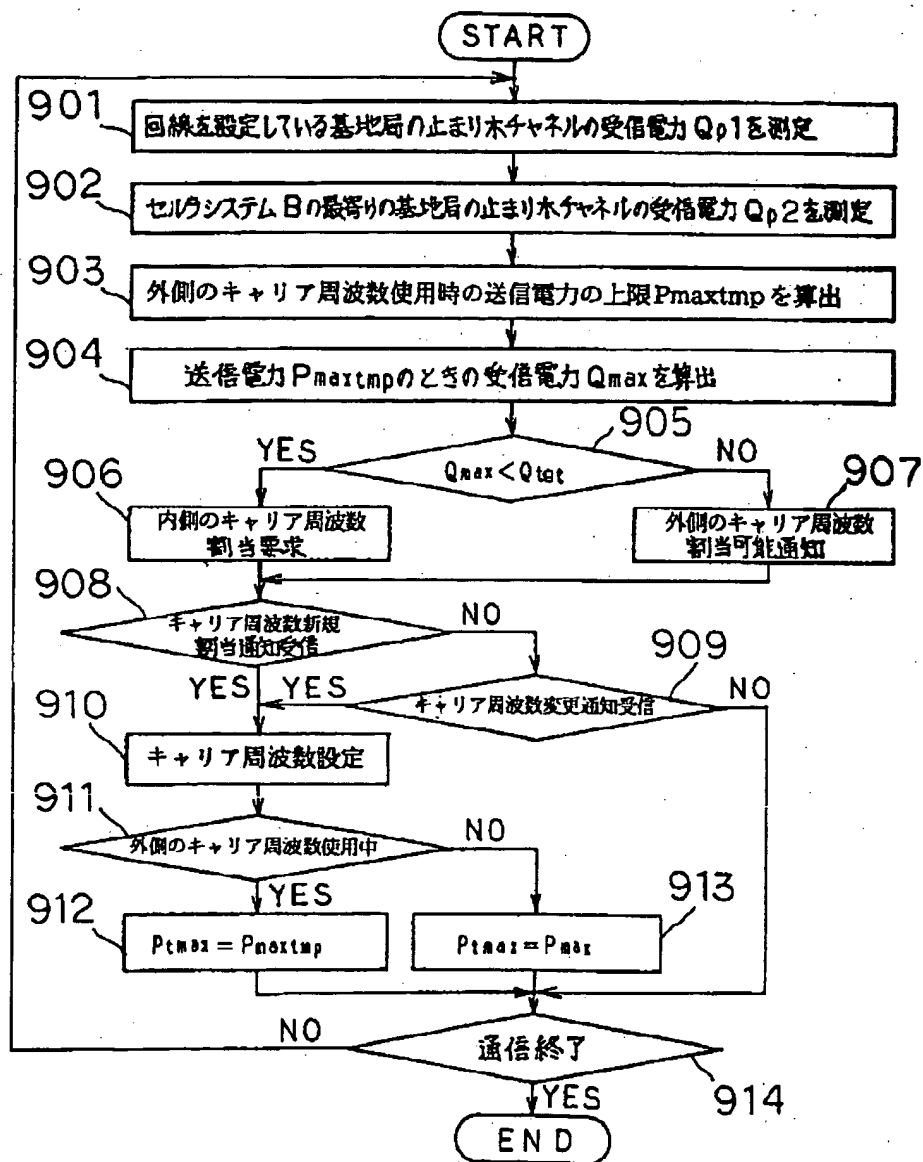 START
901
回線を設定している基地局の止まり木チャネルの受信電力Qp1を測定
902
セルラシステムBの最寄りの基地局の止まり木チャネルの受信電力Qp2を測定
903
外側のキャリア周波数使用時の送信電力の上限Pmaxtmpを算出
904
送信電力Pmaxtmpのときの受信電力Qmaxを算出
905
YES
NO
Qmax<Qtgt
906
内側のキャリア周波数
割当要求
907
外側のキャリア周波数
割当可能通知
908
キャリア周波数新規
割当通知受信
NO
909
YES
YES
キャリア周波数変更通知受信
NO
910
キャリア周波数設定
911
外側のキャリア周波数使用中
NO
YES
912
Ptmax=Pmaxtmp
913
Ptmax=Pmax
NO
通信終了
914
YES
END